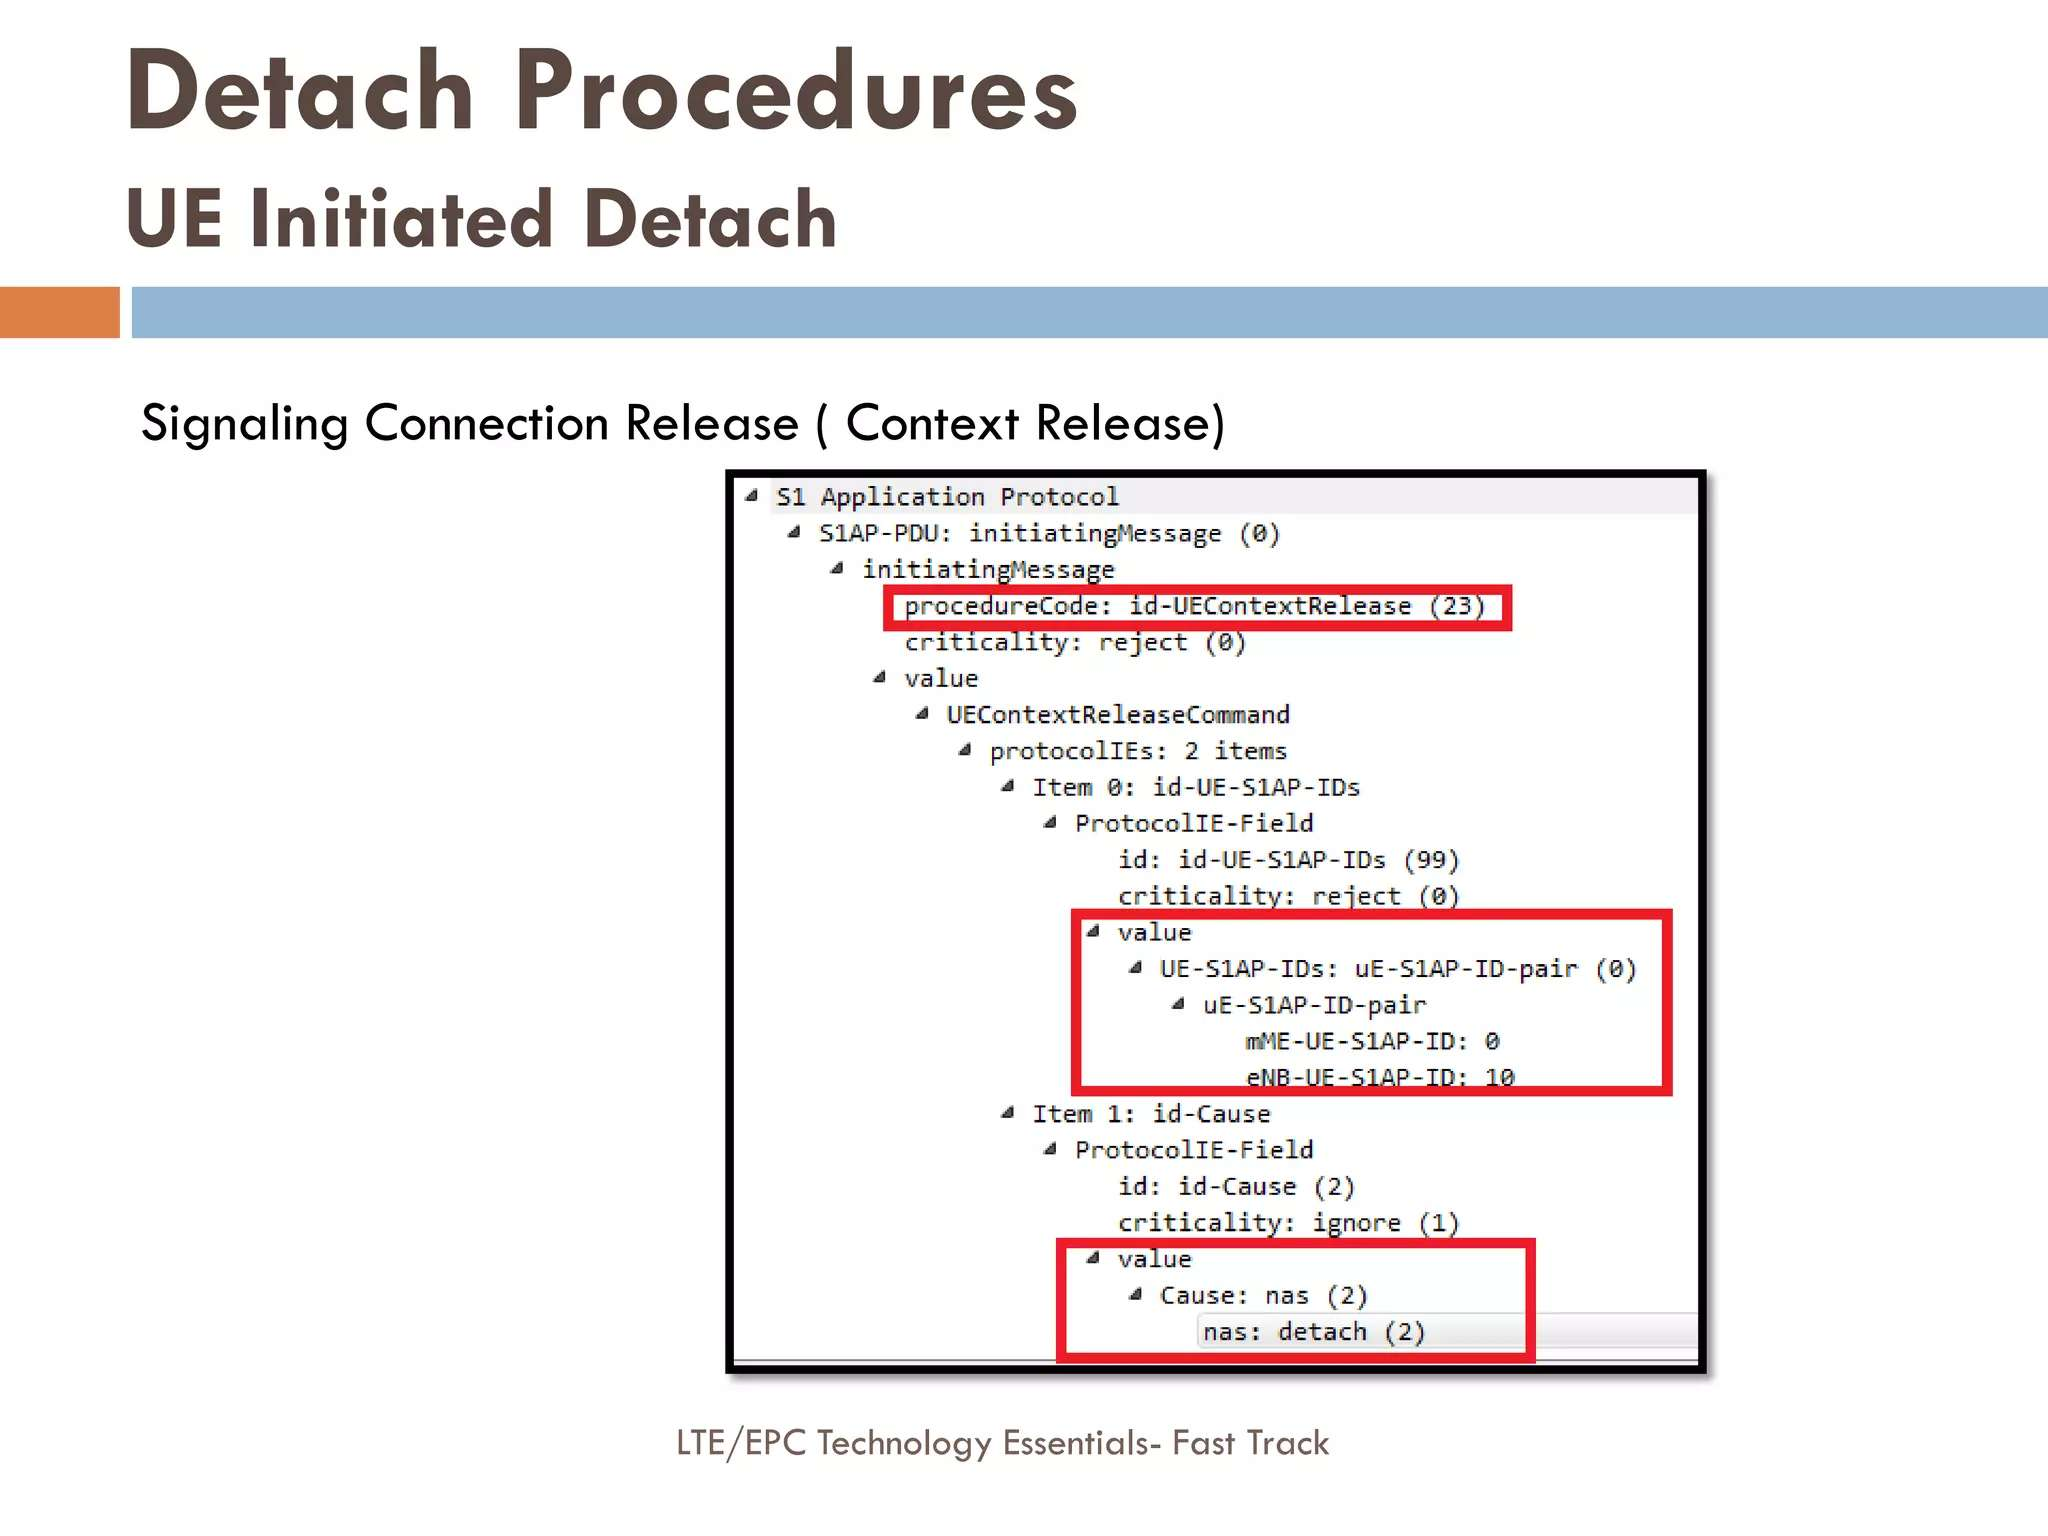 Detach Procedures
UE Initiated Detach
Signaling Connection Release ( Context Release)
S1 Application Protocol
S1AP-PDU: initiatingMessage (0)
initiatingMessage
procedureCode: id-UEContextRelease (23)
criticality: reject (0)
value
UEContextReleaseCommand
protocolIEs: 2 items
Item 0: id-UE-S1AP-IDs
ProtocolIE-Field
id: id-UE-S1AP-IDs (99)
criticality: reject (0)
value
UE-S1AP-IDs: uE-S1AP-ID-pair (0)
uE-S1AP-ID-pair
mME-UE-S1AP-ID: 0
eNB-UE-S1AP-ID: 10
Item 1: id-Cause
ProtocolIE-Field
id: id-Cause (2)
criticality: ignore (1)
value
Cause: nas (2)
nas: detach (2)
LTE/EPC Technology Essentials- Fast Track